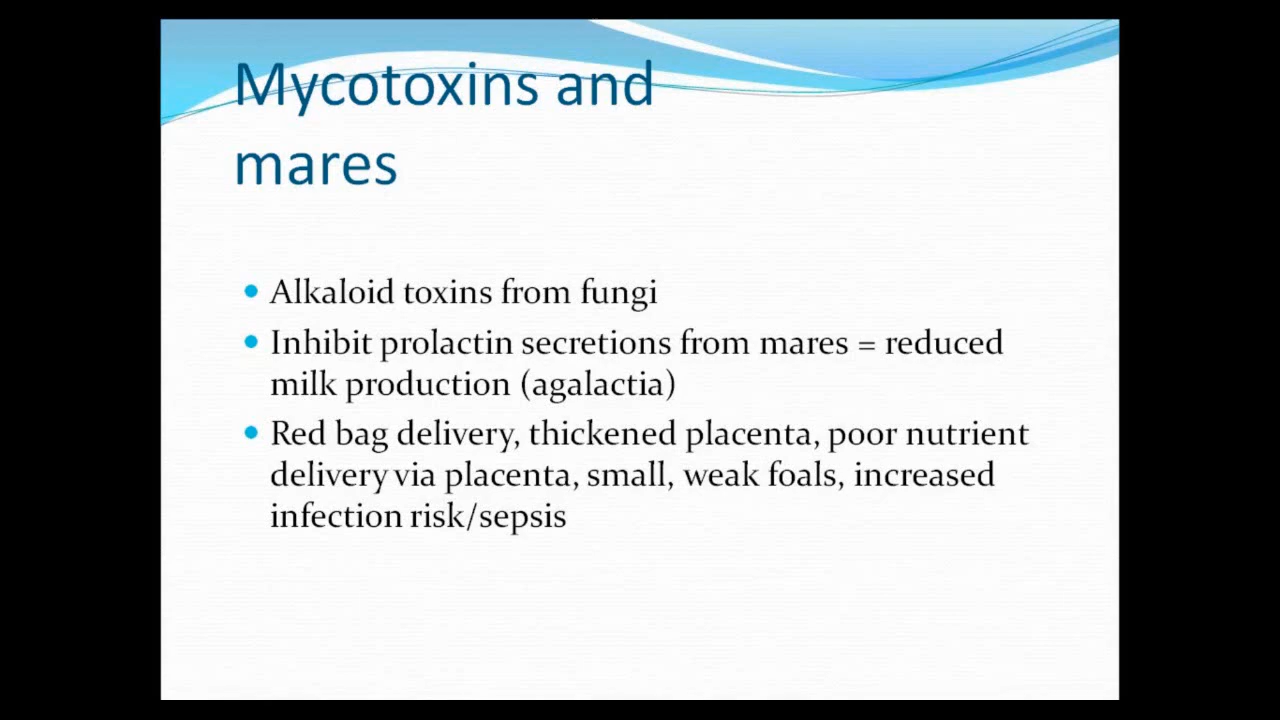 Mycotoxins and
mares
• Alkaloid toxins from fungi
• Inhibit prolactin secretions from mares = reduced
milk production (agalactia)
• Red bag delivery, thickened placenta, poor nutrient
delivery via placenta, small, weak foals, increased
infection risk/sepsis